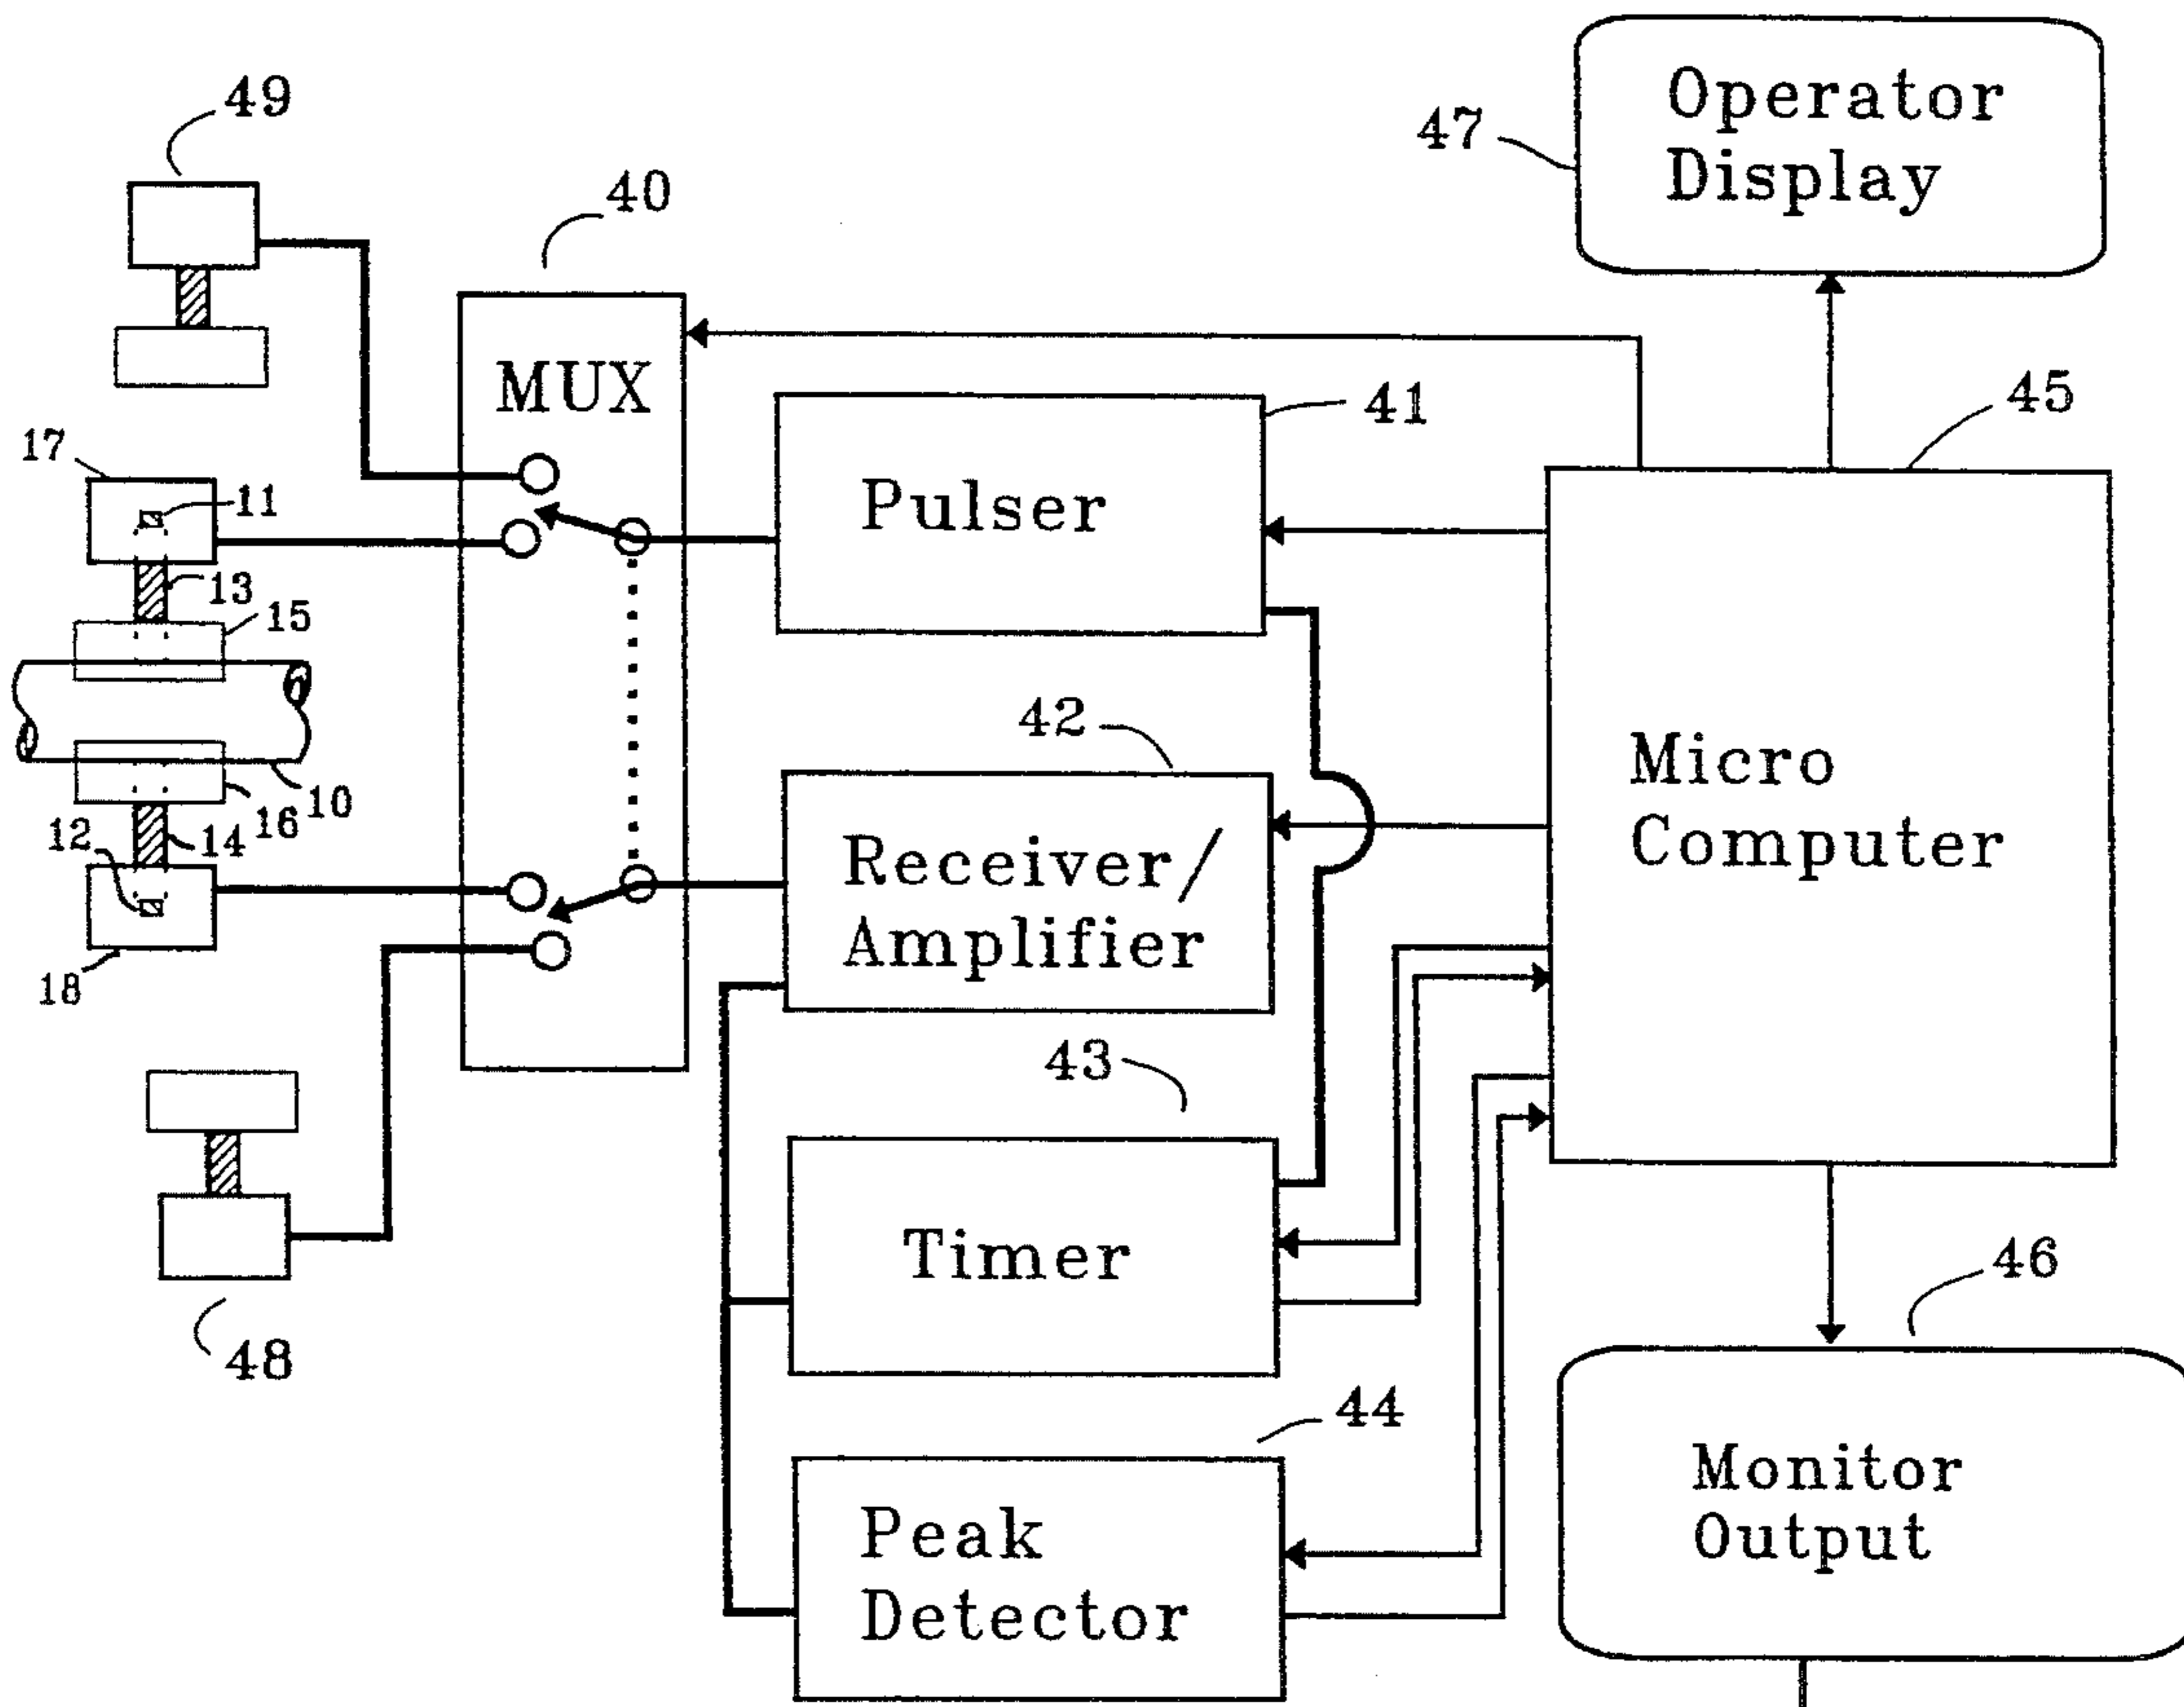 49
40
47
Operator
Display
MUX
41
45
17
11
Pulser
13
15
42
Micro
Computer
10
16
12
14
Receiver/
Amplifier
18
43
48
Timer
46
44
Monitor
Output
Peak
Detector